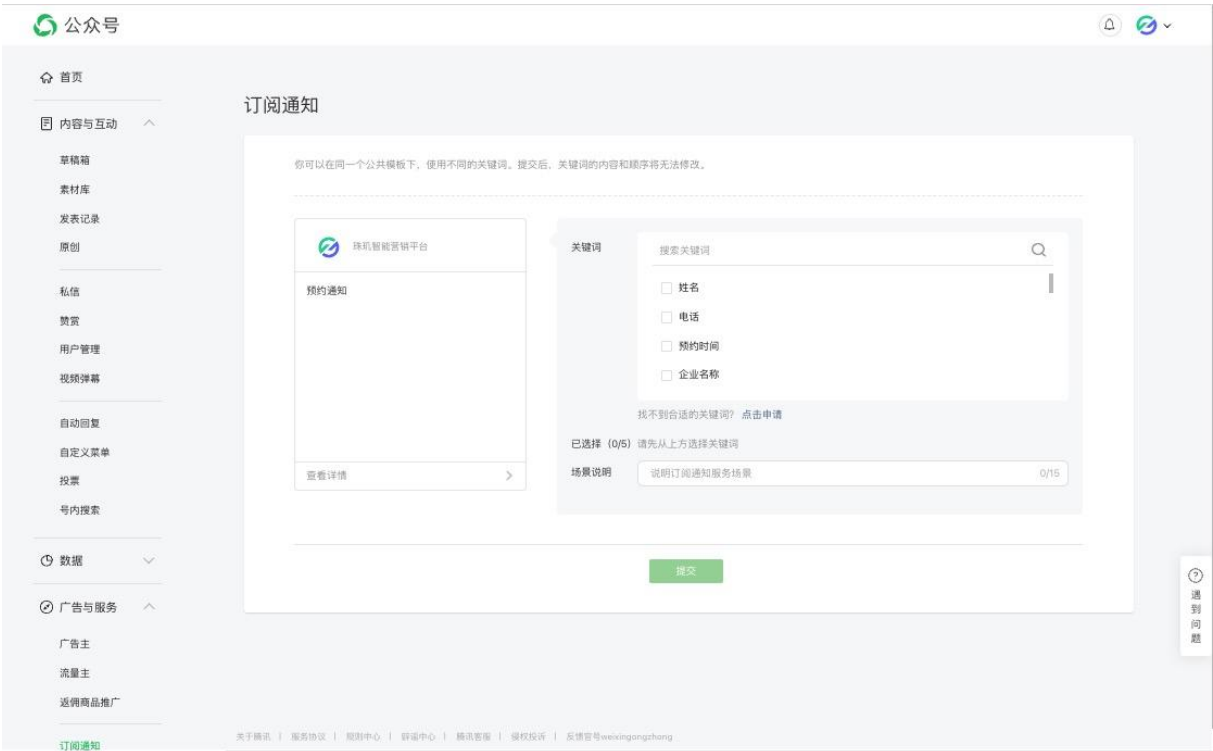 公众号
首页
内容与互动
草稿箱
素材库
发表记录
原创
私信
赞赏
用户管理
视频弹幕
自动回复
自定义菜单
投票
号内搜索
数据
广告与服务
广告主
流量主
返佣商品推广
订阅通知
订阅通知
你可以在同一个公共模板下，使用不同的关键词。提交后，关键词的内容和顺序将无法修改。
珠玑智能营销平台
预约通知
查看详情
关键词
搜索关键词
姓名
电话
预约时间
企业名称
找不到合适的关键词？ 点击申请
已选择（0/5） 请先从上方选择关键词
场景说明 说明订阅通知服务场景 0/15
提交
遇到问题
关于腾讯 | 服务协议 | 规则中心 | 辟谣中心 | 腾讯客服 | 侵权投诉 | 反馈官号weixingongzhong